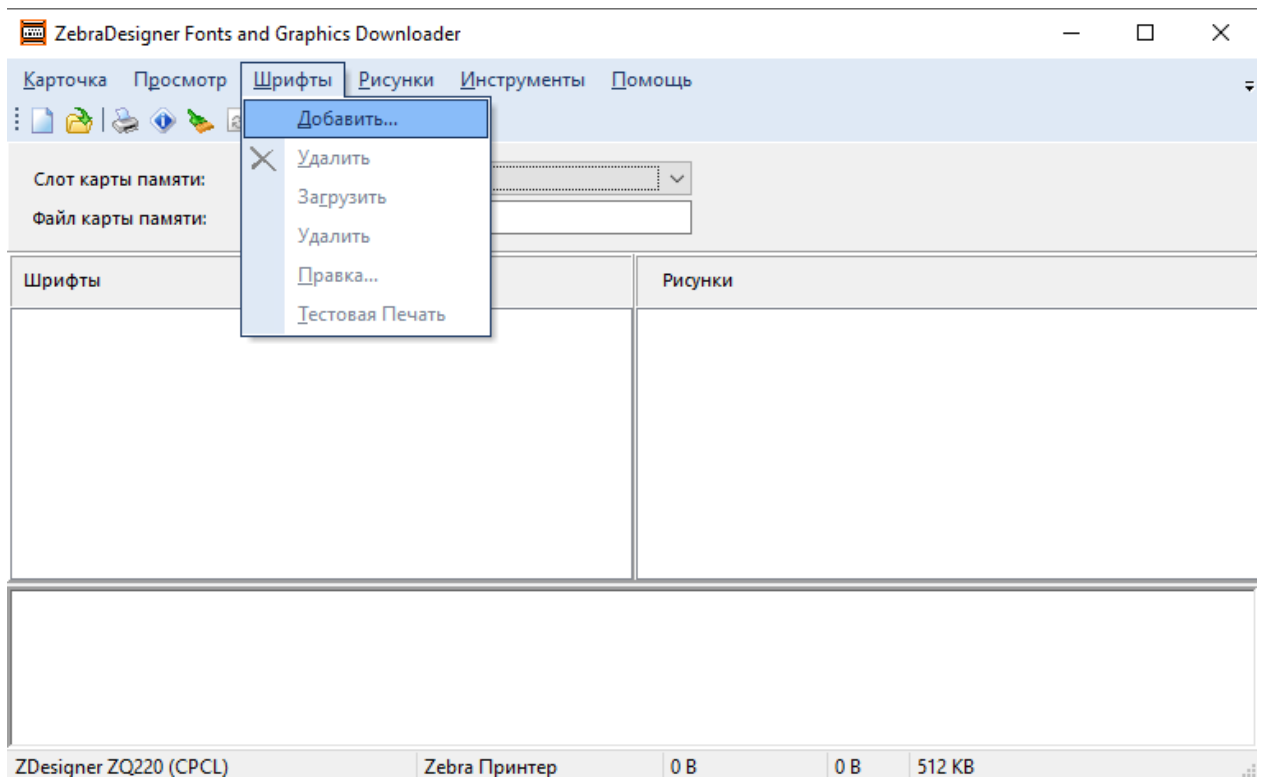 ZebraDesigner Fonts and Graphics Downloader
Карточка Просмотр Шрифты Рисунки Инструменты Помощь
Добавить...
Удалить
Загрузить
Удалить
Правка...
Тестовая Печать
Слот карты памяти:
Файл карты памяти:
Шрифты
Рисунки
ZDesigner ZQ220 (CPCL) Zebra Принтер 0 B 0 B 512 KB